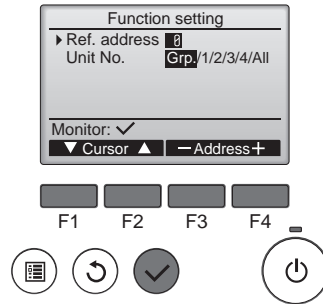 Function setting
Ref. address 0
Unit No. Grp./1/2/3/4/All
Monitor: ✓
▼ Cursor ▲ −Address+
F1 F2 F3 F4